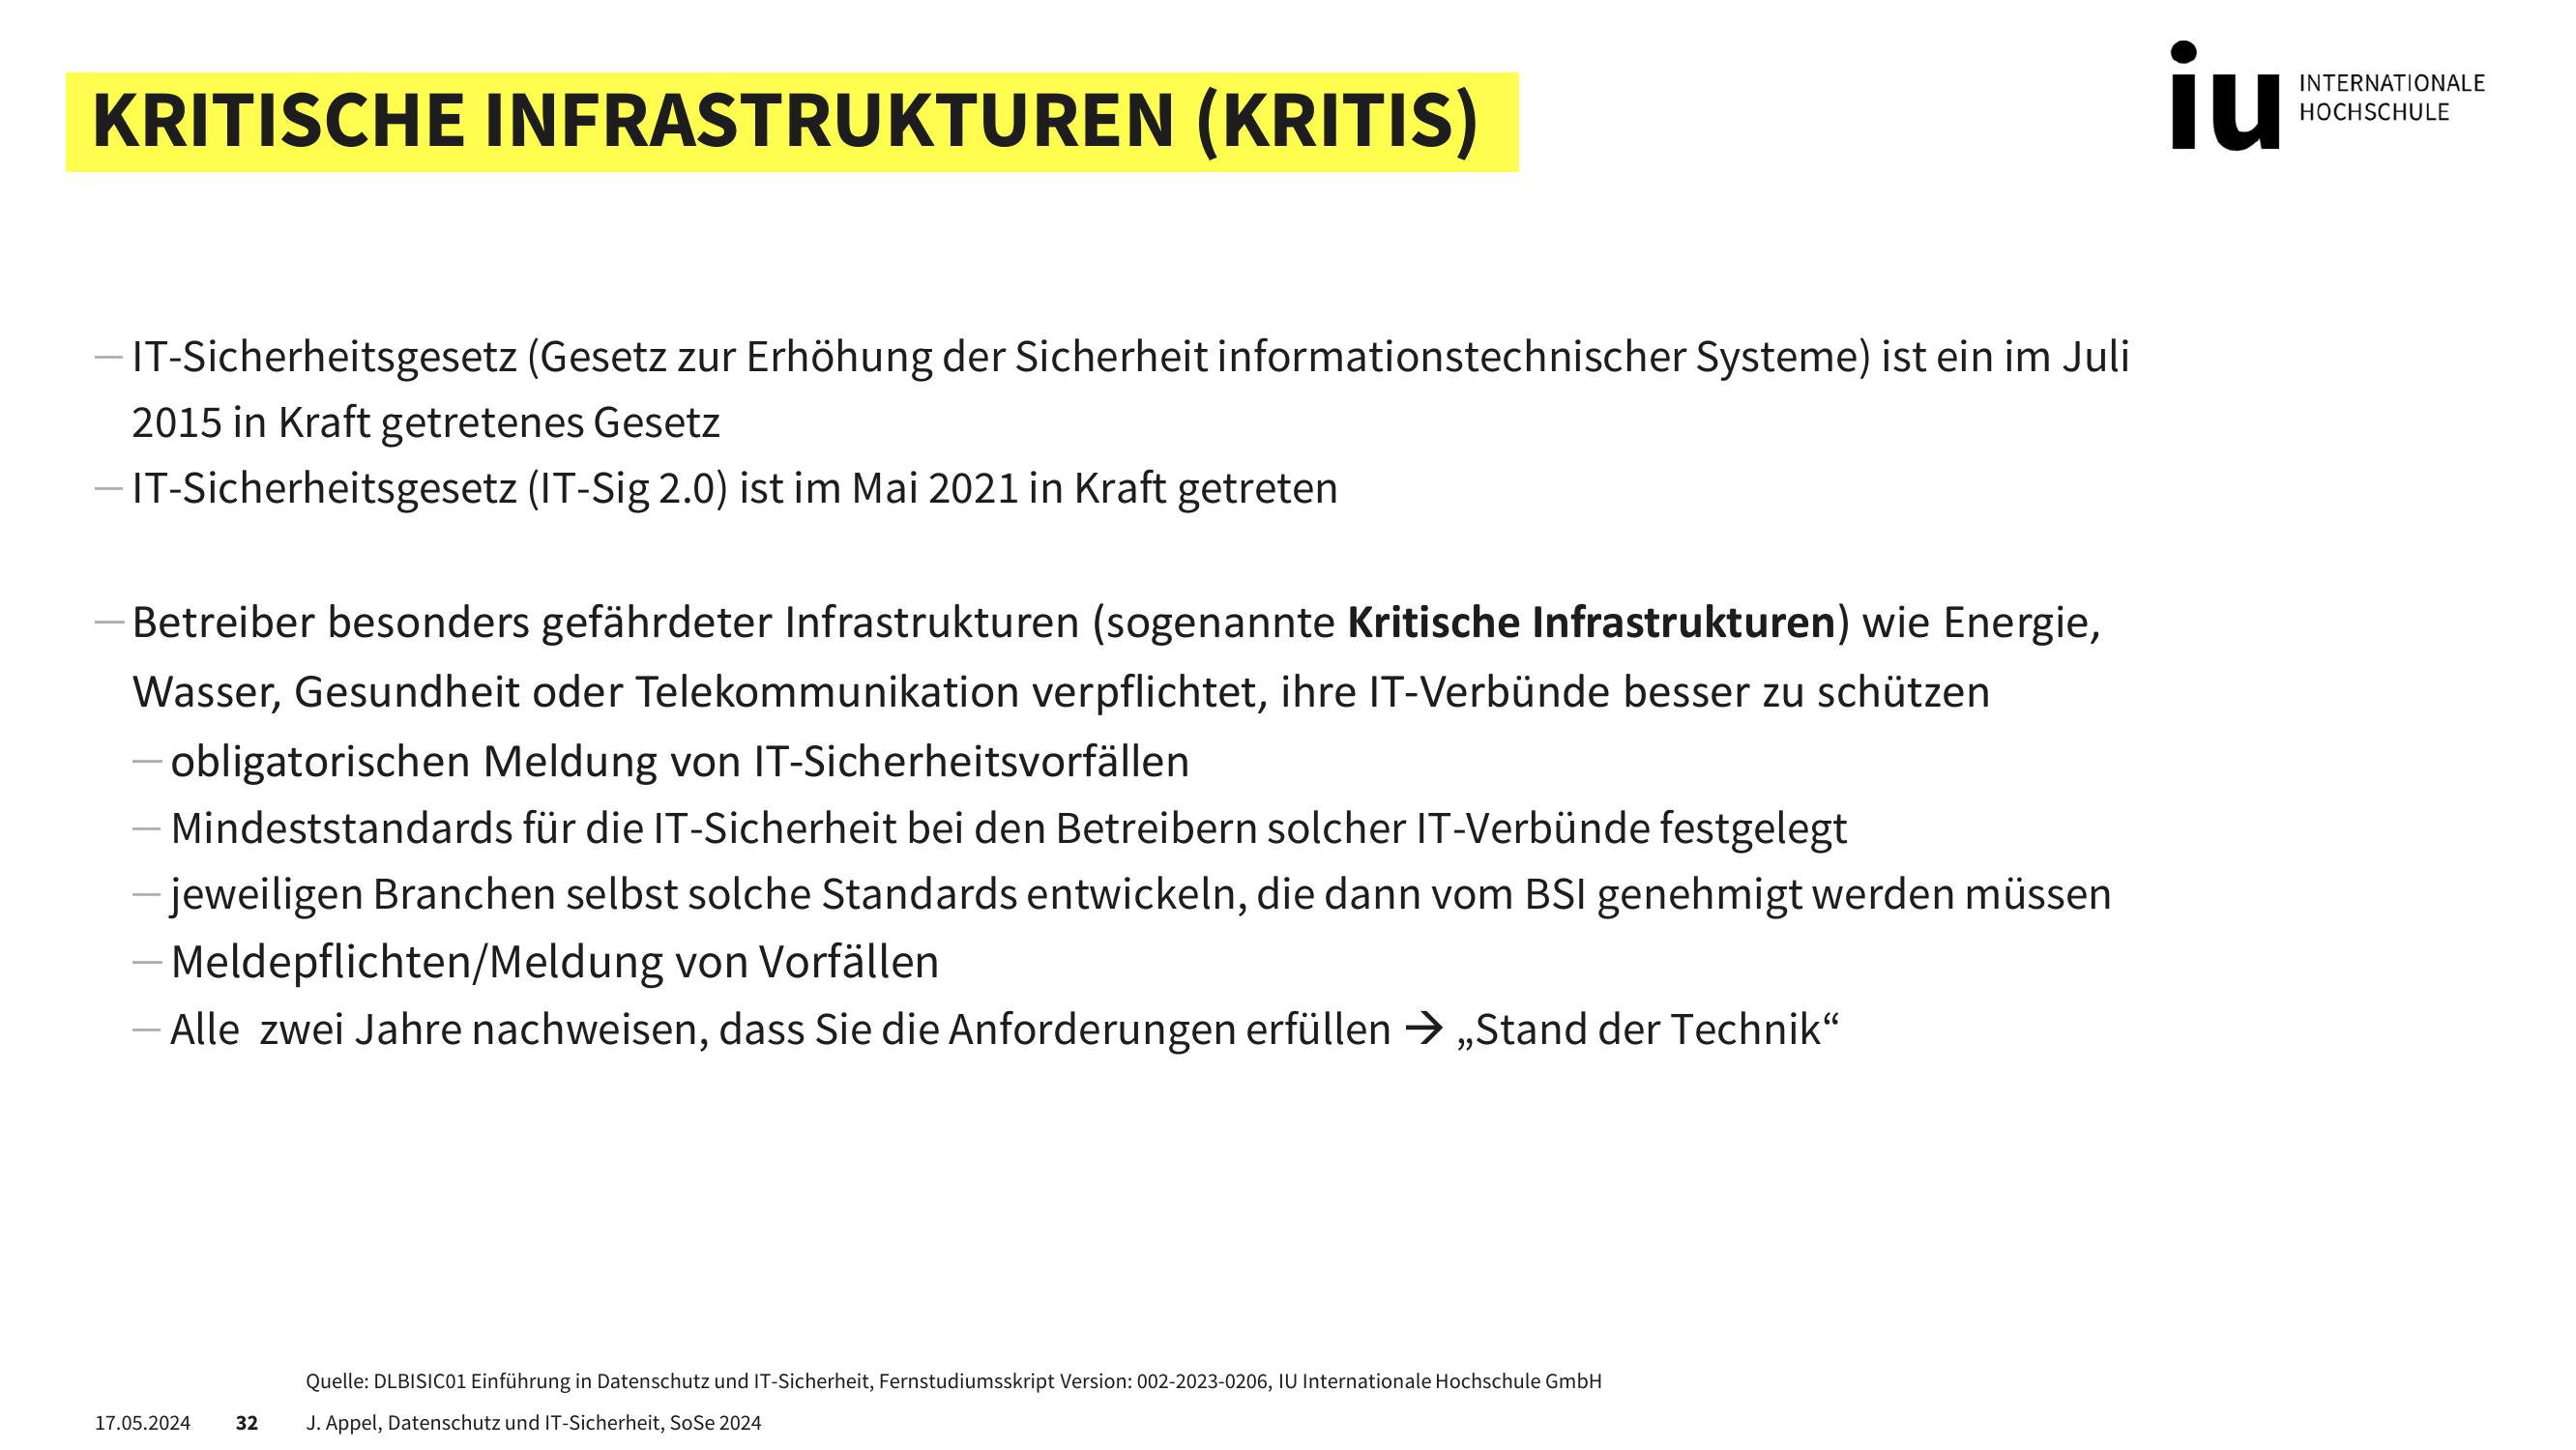 KRITISCHE INFRASTRUKTUREN (KRITIS)
iu INTERNATIONALE
HOCHSCHULE
— IT-Sicherheitsgesetz (Gesetz zur Erhöhung der Sicherheit informationstechnischer Systeme) ist ein im Juli
2015 in Kraft getretenes Gesetz
— IT-Sicherheitsgesetz (IT-Sig 2.0) ist im Mai 2021 in Kraft getreten
— Betreiber besonders gefährdeter Infrastrukturen (sogenannte Kritische Infrastrukturen) wie Energie,
Wasser, Gesundheit oder Telekommunikation verpflichtet, ihre IT-Verbünde besser zu schützen
— obligatorischen Meldung von IT-Sicherheitsvorfällen
— Mindeststandards für die IT-Sicherheit bei den Betreibern solcher IT-Verbünde festgelegt
— jeweiligen Branchen selbst solche Standards entwickeln, die dann vom BSI genehmigt werden müssen
— Meldepflichten/Meldung von Vorfällen
— Alle  zwei Jahre nachweisen, dass Sie die Anforderungen erfüllen → „Stand der Technik“
Quelle: DLBISIC01 Einführung in Datenschutz und IT-Sicherheit, Fernstudiumsskript Version: 002-2023-0206, IU Internationale Hochschule GmbH
17.05.2024 32 J. Appel, Datenschutz und IT-Sicherheit, SoSe 2024